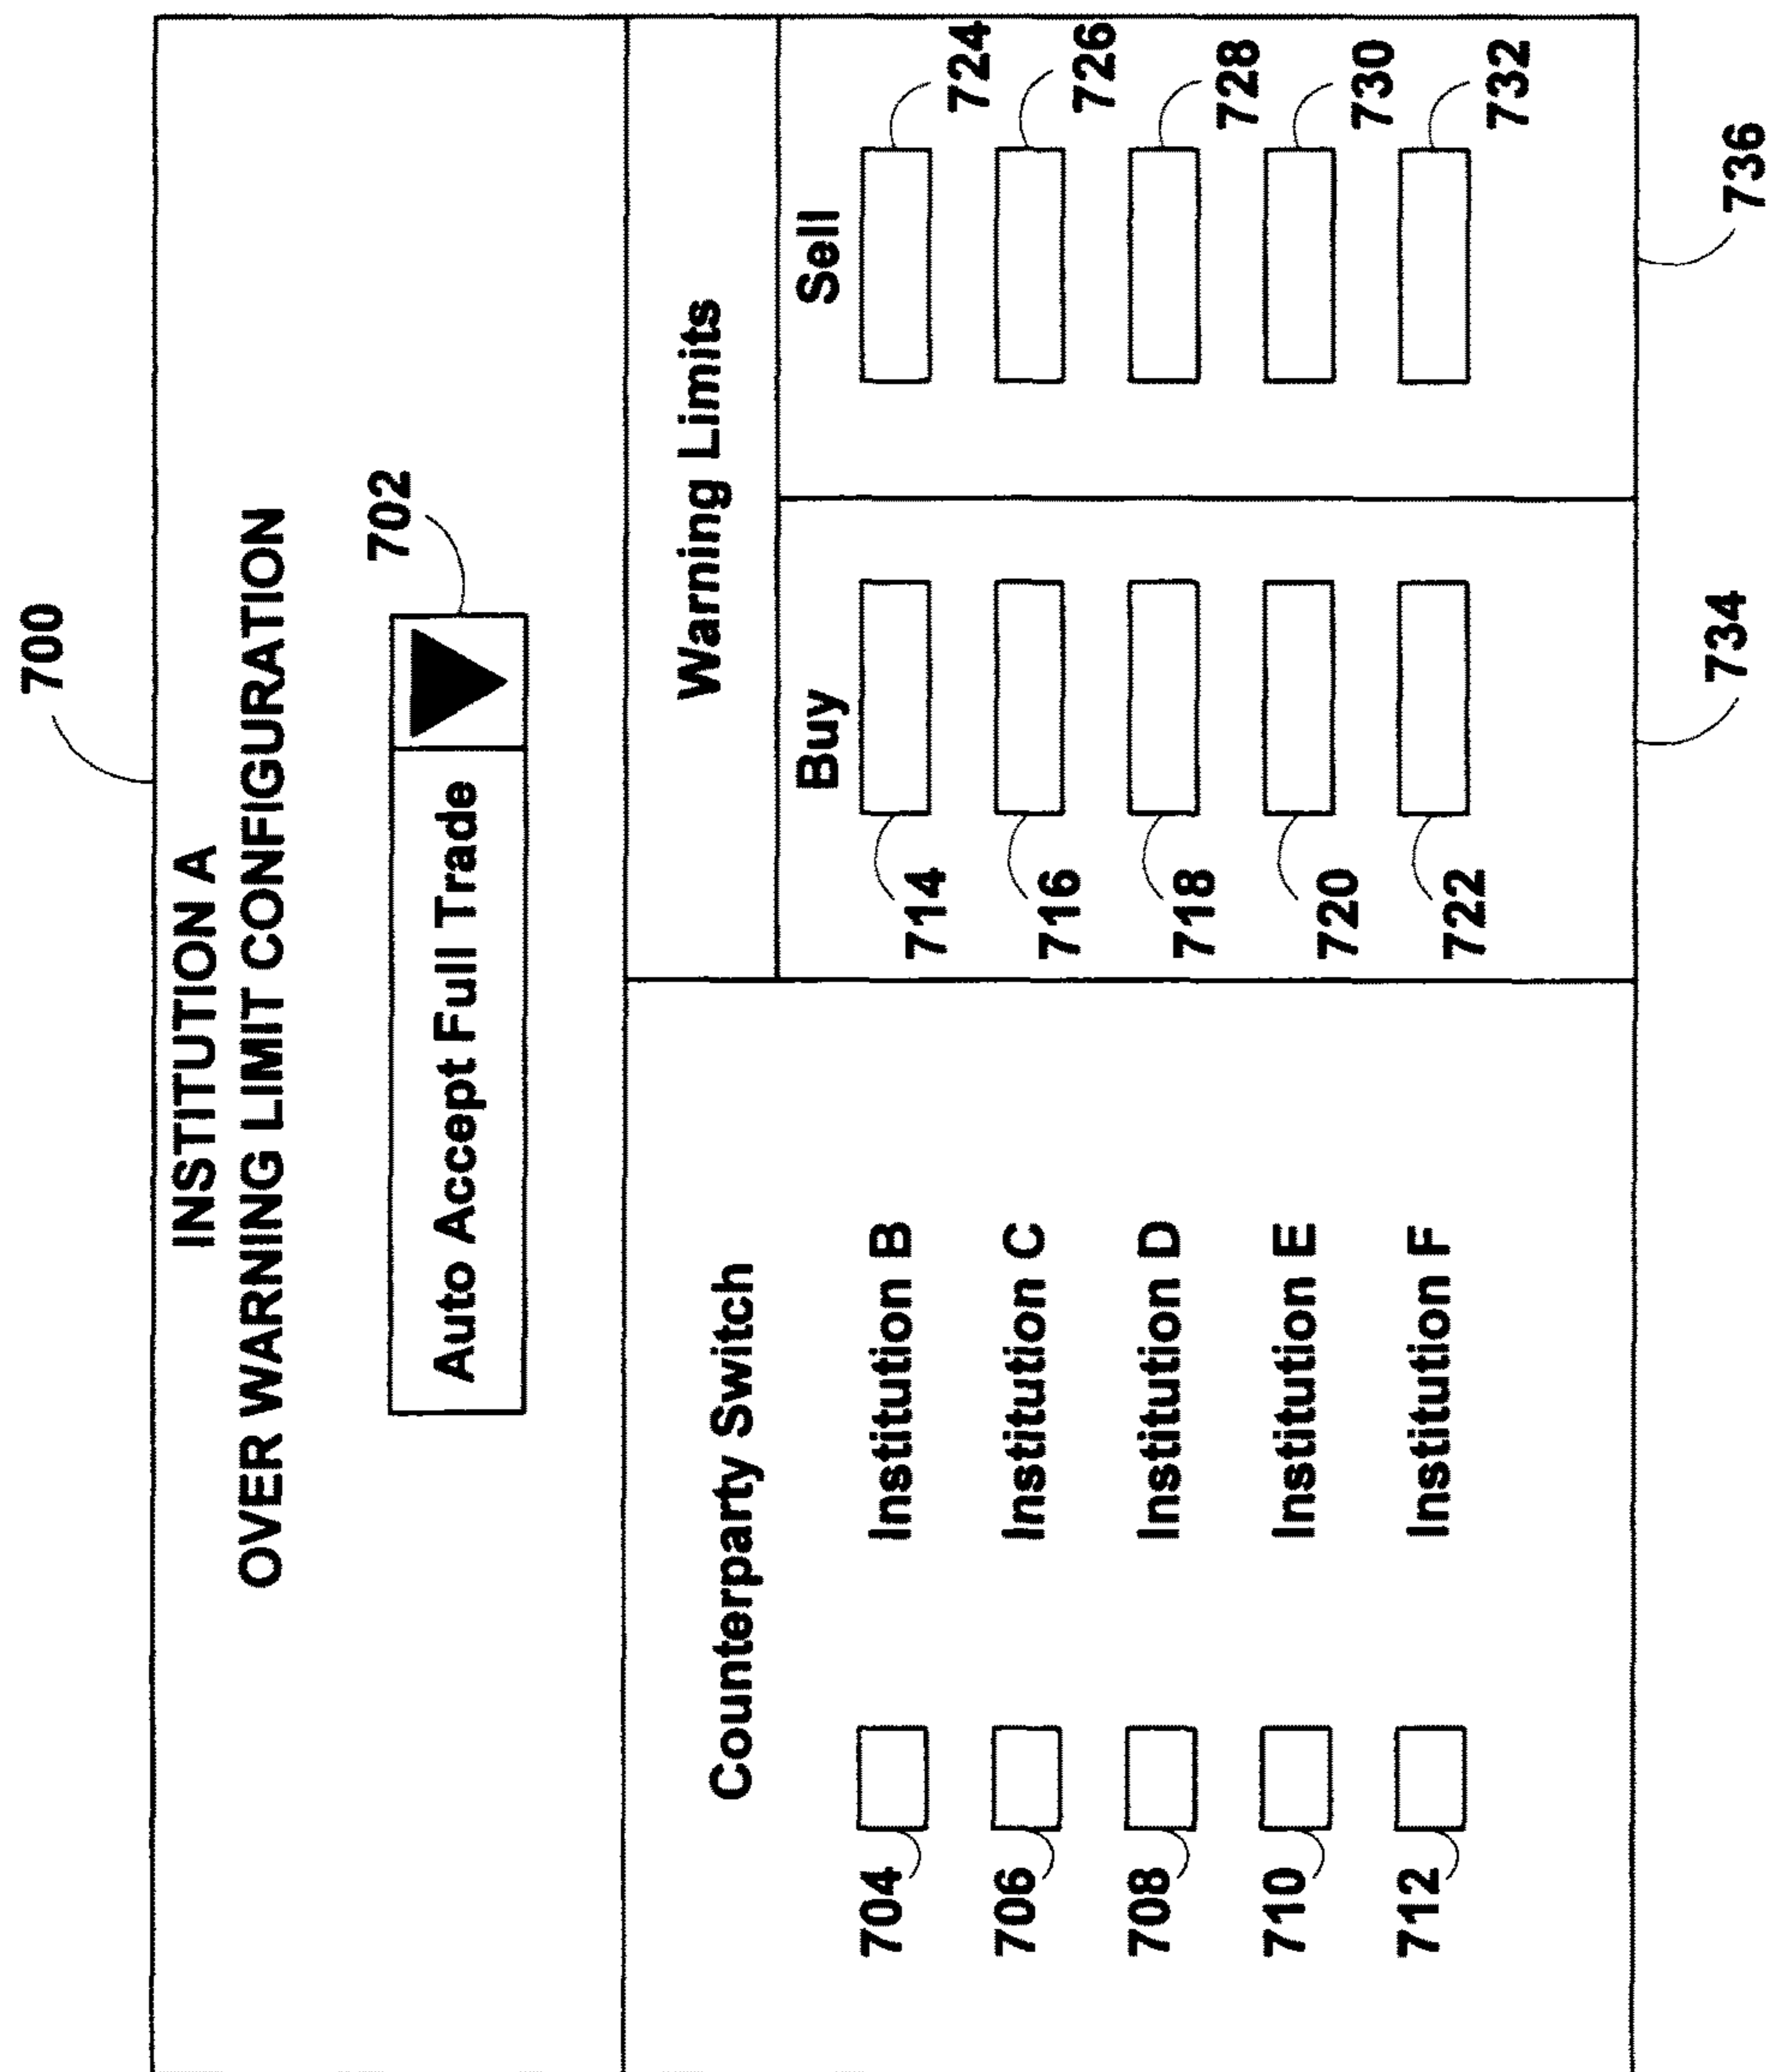 700
INSTITUTION A
OVER WARNING LIMIT CONFIGURATION
702
Auto Accept Full Trade
Counterparty Switch
Warning Limits
Buy
Sell
704
Institution B
714
724
706
Institution C
716
726
708
Institution D
718
728
710
Institution E
720
730
712
Institution F
722
732
734
736